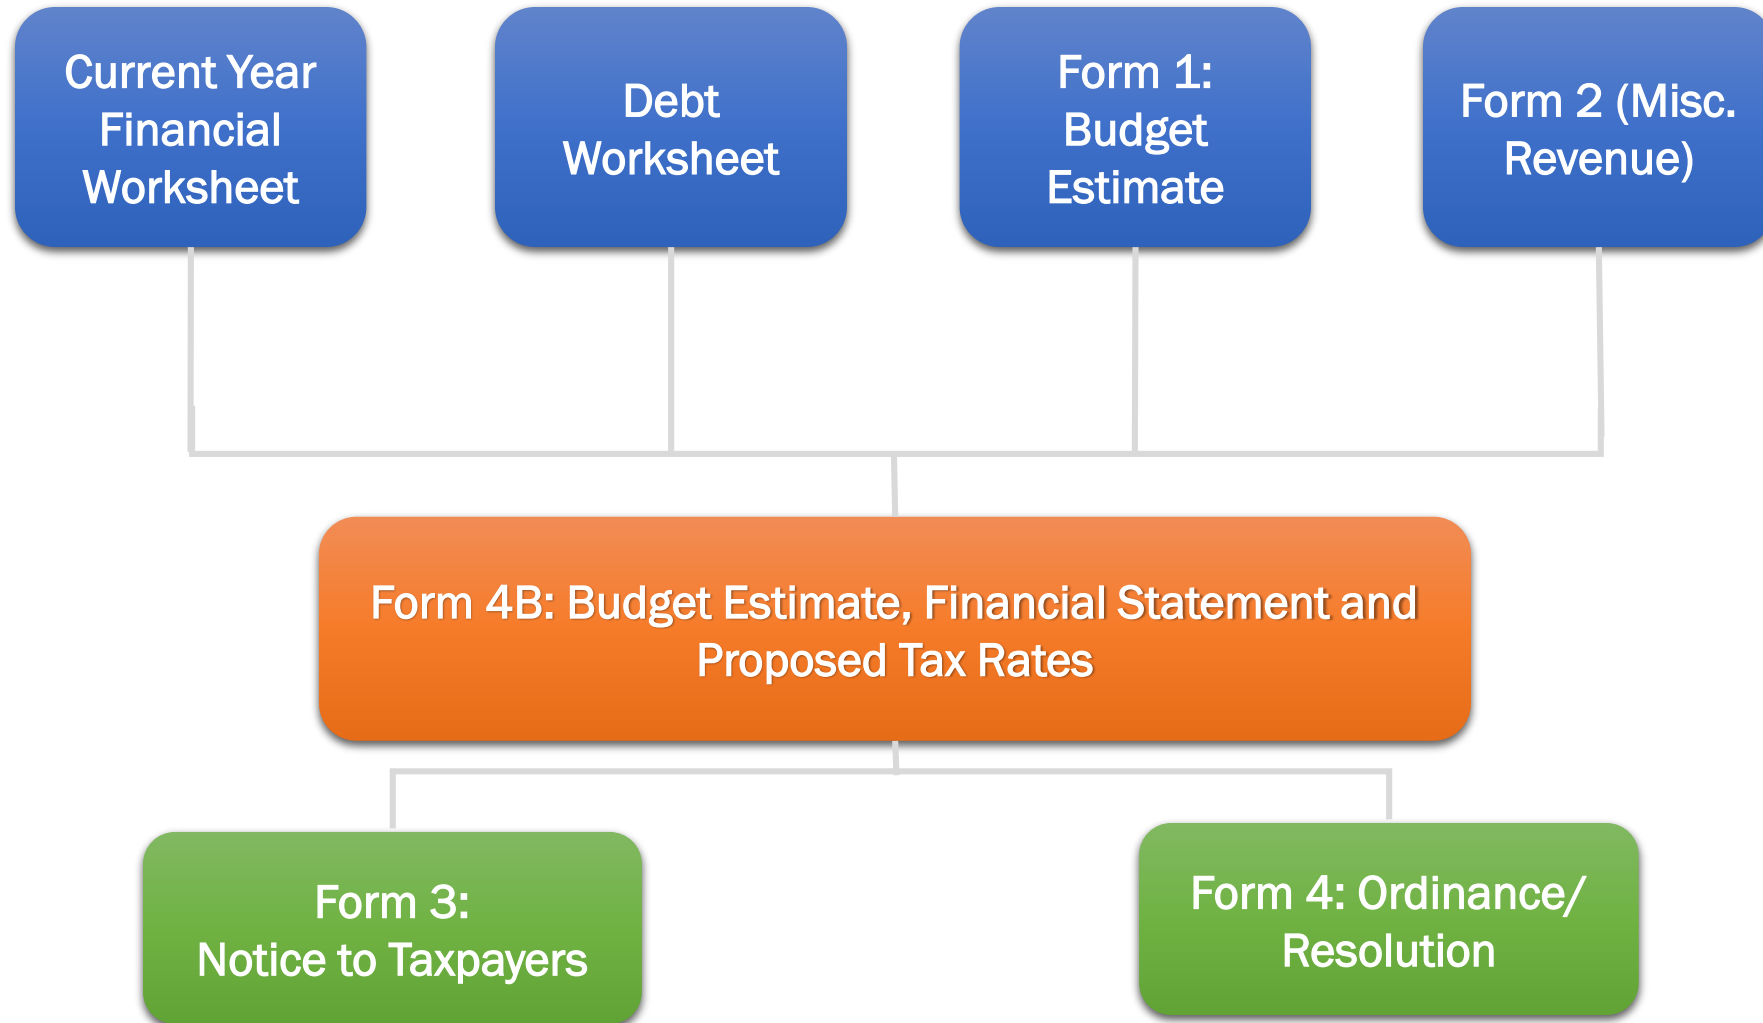 Current Year
Financial
Worksheet
Debt
Worksheet
Form 1:
Budget
Estimate
Form 2 (Misc.
Revenue)
Form 4B: Budget Estimate, Financial Statement and
Proposed Tax Rates
Form 3:
Notice to Taxpayers
Form 4: Ordinance/
Resolution